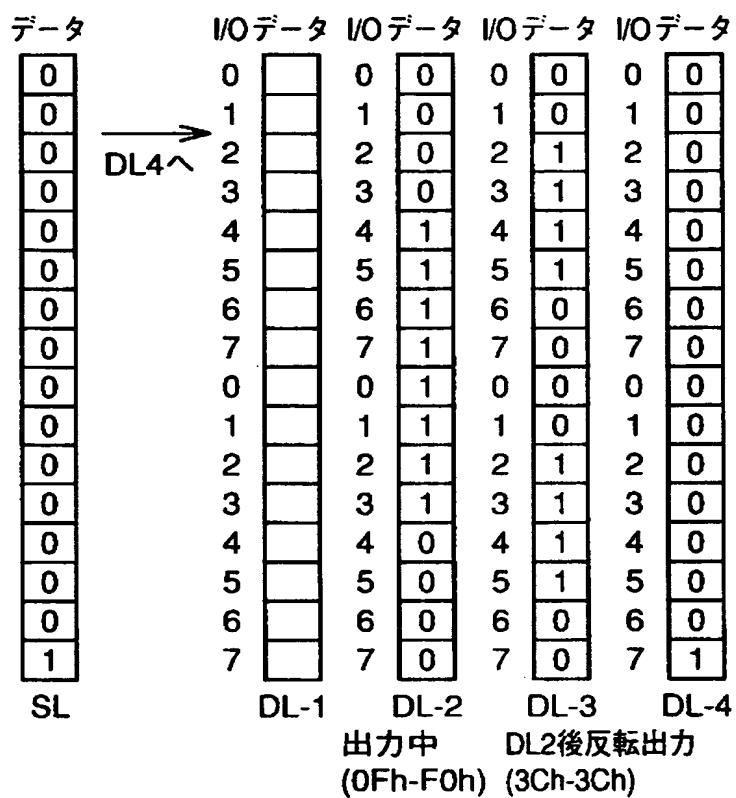 データ I/Oデータ I/Oデータ I/Oデータ I/Oデータ
0 0 0 0 0 0 0 0
0 1 1 0 1 0 1 0
0 DL4へ 2 2 0 2 1 2 0
0 3 3 0 3 1 3 0
0 4 4 1 4 1 4 0
0 5 5 1 5 1 5 0
0 6 6 1 6 0 6 0
0 7 7 1 7 0 7 0
0 0 0 1 0 0 0 0
0 1 1 1 1 0 1 0
0 2 2 1 2 1 2 0
0 3 3 1 3 1 3 0
0 4 4 0 4 1 4 0
0 5 5 0 5 1 5 0
0 6 6 0 6 0 6 0
1 7 7 0 7 0 7 1
SL DL-1 DL-2 DL-3 DL-4
出力中 DL2後反転出力
(0Fh-F0h) (3Ch-3Ch)